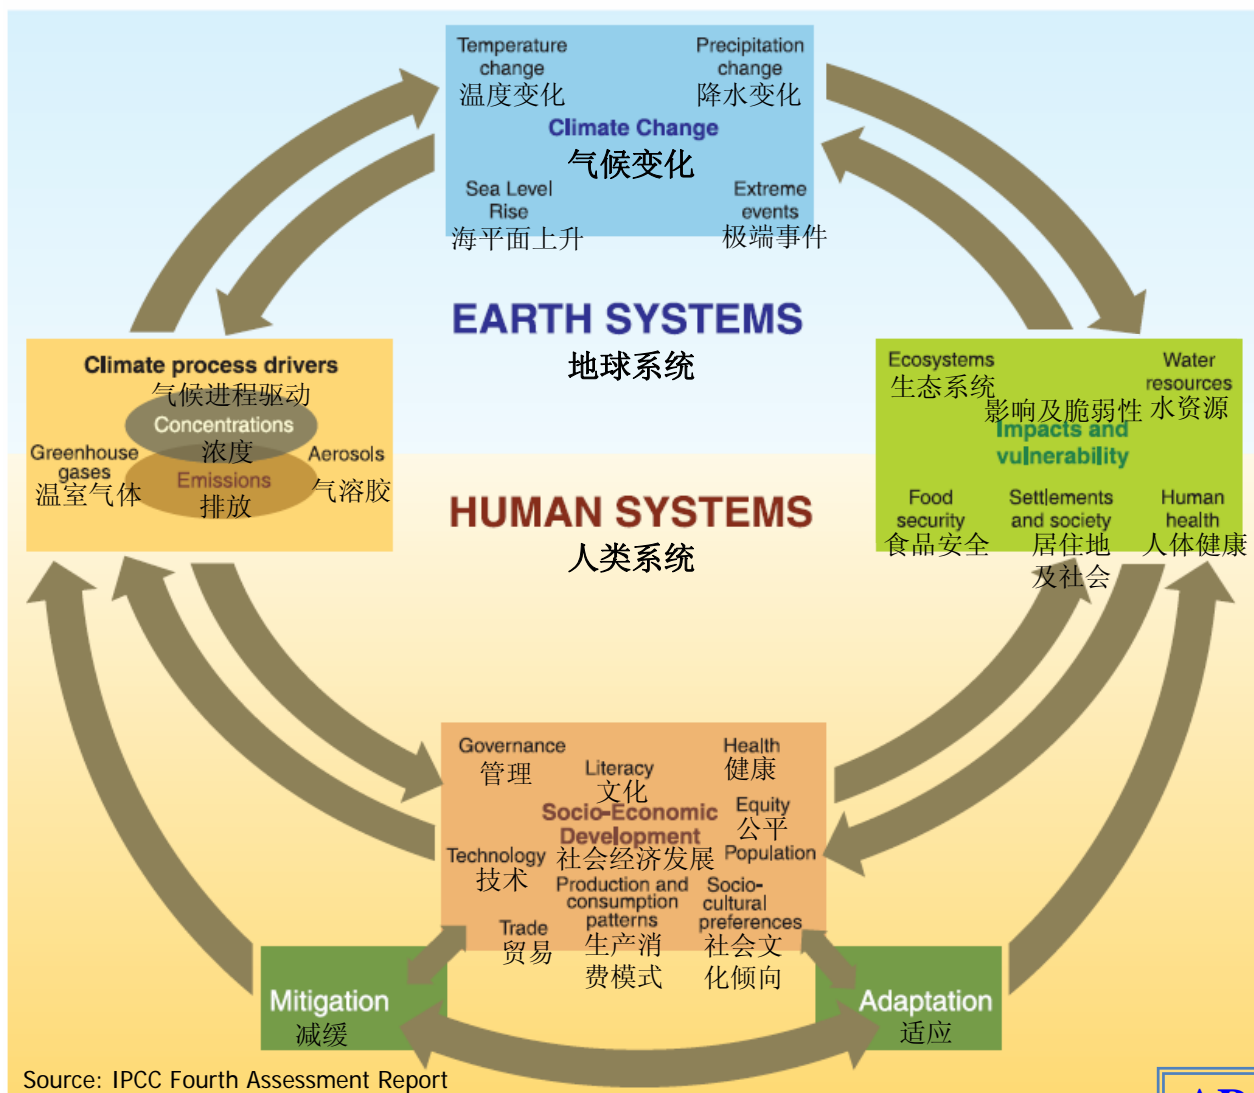 Temperature
change
温度变化
Precipitation
change
降水变化
Climate Change
气候变化
Sea Level
Rise
海平面上升
Extreme
events
极端事件
EARTH SYSTEMS
地球系统
Climate process drivers
气候进程驱动
Concentrations
浓度
Greenhouse
gases
温室气体
Emissions
排放
Aerosols
气溶胶
Ecosystems
生态系统
Water
resources
水资源
影响及脆弱性
Impacts and
vulnerability
Food
security
食品安全
Settlements
and society
居住地
及社会
Human
health
人体健康
HUMAN SYSTEMS
人类系统
Governance
管理
Literacy
文化
Health
健康
Socio-Economic
Development
社会经济发展
Equity
公平
Population
Technology
技术
Production and
consumption
patterns
生产消
费模式
Socio-
cultural
preferences
社会文
化倾向
Trade
贸易
Mitigation
减缓
Adaptation
适应
Source: IPCC Fourth Assessment Report